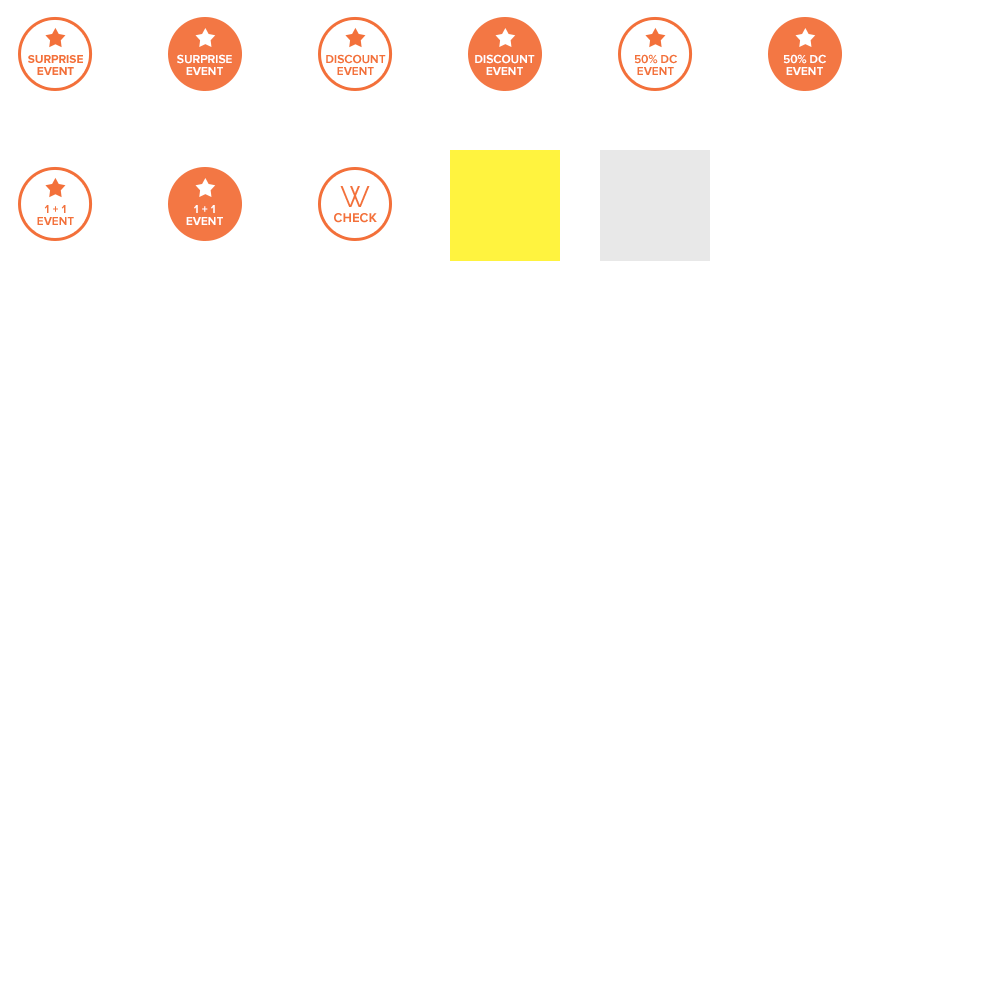 SURPRISE
EVENT
SURPRISE
EVENT
DISCOUNT
EVENT
DISCOUNT
EVENT
50% DC
EVENT
50% DC
EVENT
1 + 1
EVENT
1 + 1
EVENT
W
CHECK